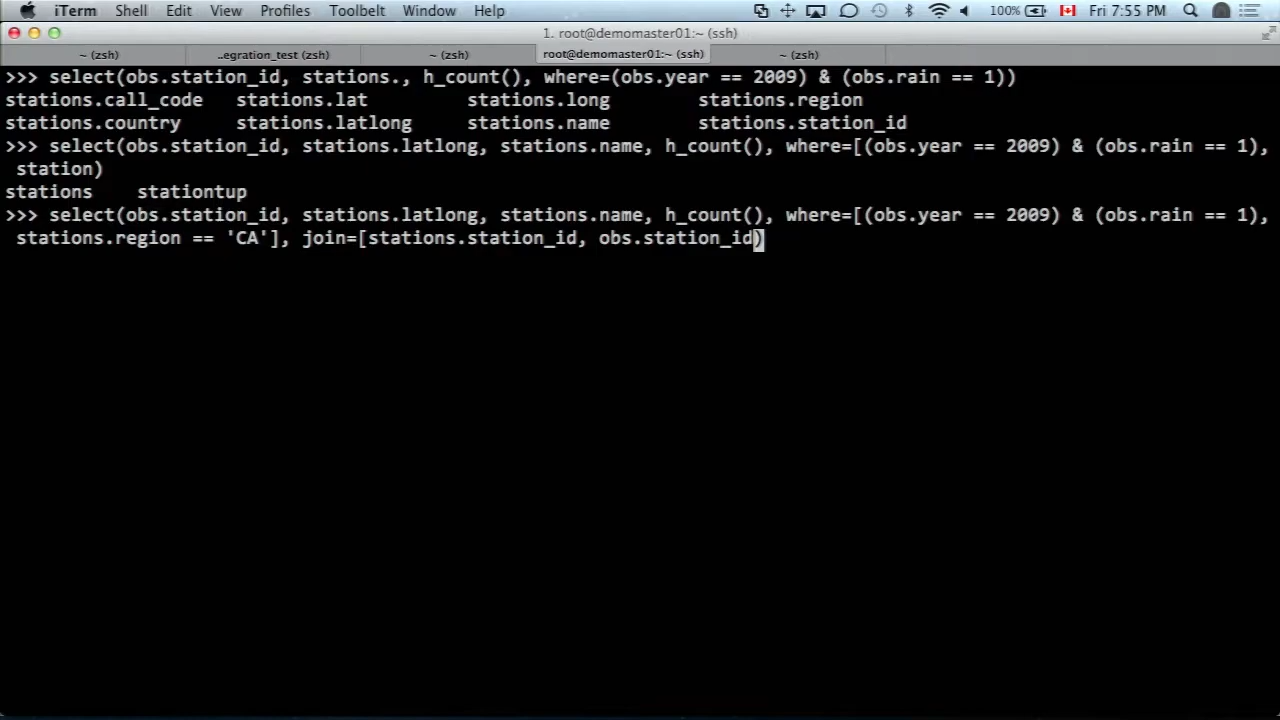 iTerm Shell Edit View Profiles Toolbelt Window Help 100% Fri 7:55 PM
1. root@demomaster01:~ (ssh)
~ (zsh) ..egration_test (zsh) ~ (zsh) root@demomaster01:~ (ssh) ~ (zsh)
>>> select(obs.station_id, stations., h_count(), where=(obs.year == 2009) & (obs.rain == 1))
stations.call_code stations.lat stations.long stations.region
stations.country stations.latlong stations.name stations.station_id
>>> select(obs.station_id, stations.latlong, stations.name, h_count(), where=[(obs.year == 2009) & (obs.rain == 1),
station)
stations stationtup
>>> select(obs.station_id, stations.latlong, stations.name, h_count(), where=[(obs.year == 2009) & (obs.rain == 1),
stations.region == 'CA'], join=[stations.station_id, obs.station_id)